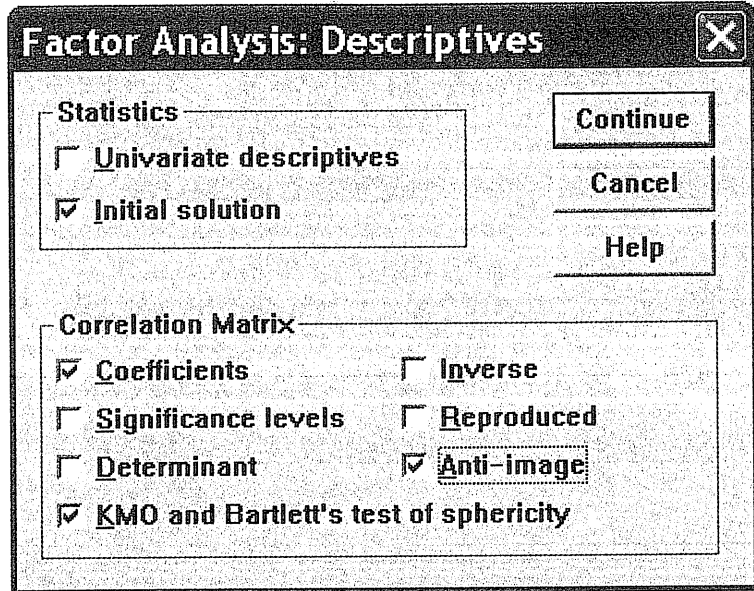 Factor Analysis: Descriptives
Statistics
Univariate descriptives
Initial solution
Continue
Cancel
Help
Correlation Matrix
Coefficients
Inverse
Significance levels
Reproduced
Determinant
Anti-image
KMO and Bartlett's test of sphericity